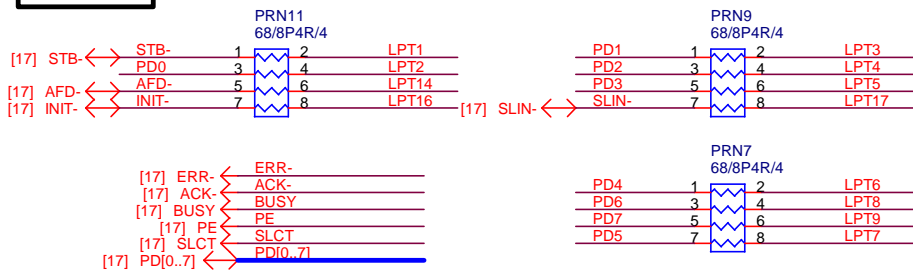 PRN11
68/8P4R/4
[17] STB- STB- 1 2 LPT1
PD0 3 4 LPT2
[17] AFD- AFD- 5 6 LPT14
[17] INIT- INIT- 7 8 LPT16
PRN9
68/8P4R/4
PD1 1 2 LPT3
PD2 3 4 LPT4
PD3 5 6 LPT5
[17] SLIN- SLIN- 7 8 LPT17
[17] ERR- ERR-
[17] ACK- ACK-
[17] BUSY BUSY
[17] PE PE
[17] SLCT SLCT
[17] PD[0..7] PD[0..7]
PRN7
68/8P4R/4
PD4 1 2 LPT6
PD6 3 4 LPT8
PD7 5 6 LPT9
PD5 7 8 LPT7